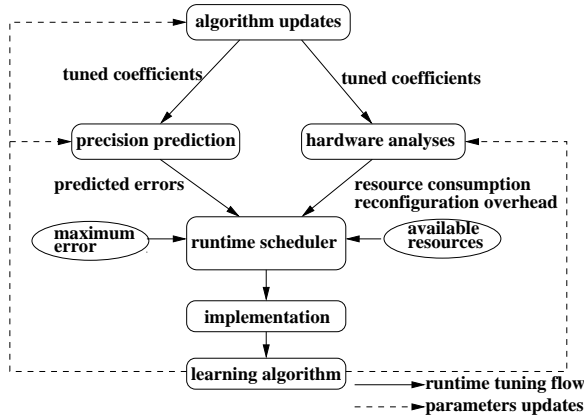 algorithm updates
tuned coefficients
tuned coefficients
precision prediction
hardware analyses
predicted errors
resource consumption
reconfiguration overhead
maximum
error
runtime scheduler
available
resources
implementation
learning algorithm
runtime tuning flow
parameters updates